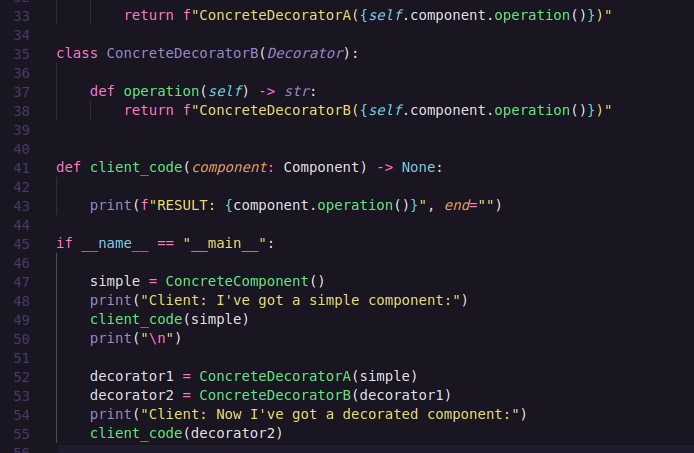 33 return f"ConcreteDecoratorA({self.component.operation()})"
34
35 class ConcreteDecoratorB(Decorator):
36
37 def operation(self) -> str:
38 return f"ConcreteDecoratorB({self.component.operation()})"
39
40
41 def client_code(component: Component) -> None:
42
43 print(f"RESULT: {component.operation()}", end="")
44
45 if __name__ == "__main__":
46
47 simple = ConcreteComponent()
48 print("Client: I've got a simple component:")
49 client_code(simple)
50 print("\n")
51
52 decorator1 = ConcreteDecoratorA(simple)
53 decorator2 = ConcreteDecoratorB(decorator1)
54 print("Client: Now I've got a decorated component:")
55 client_code(decorator2)